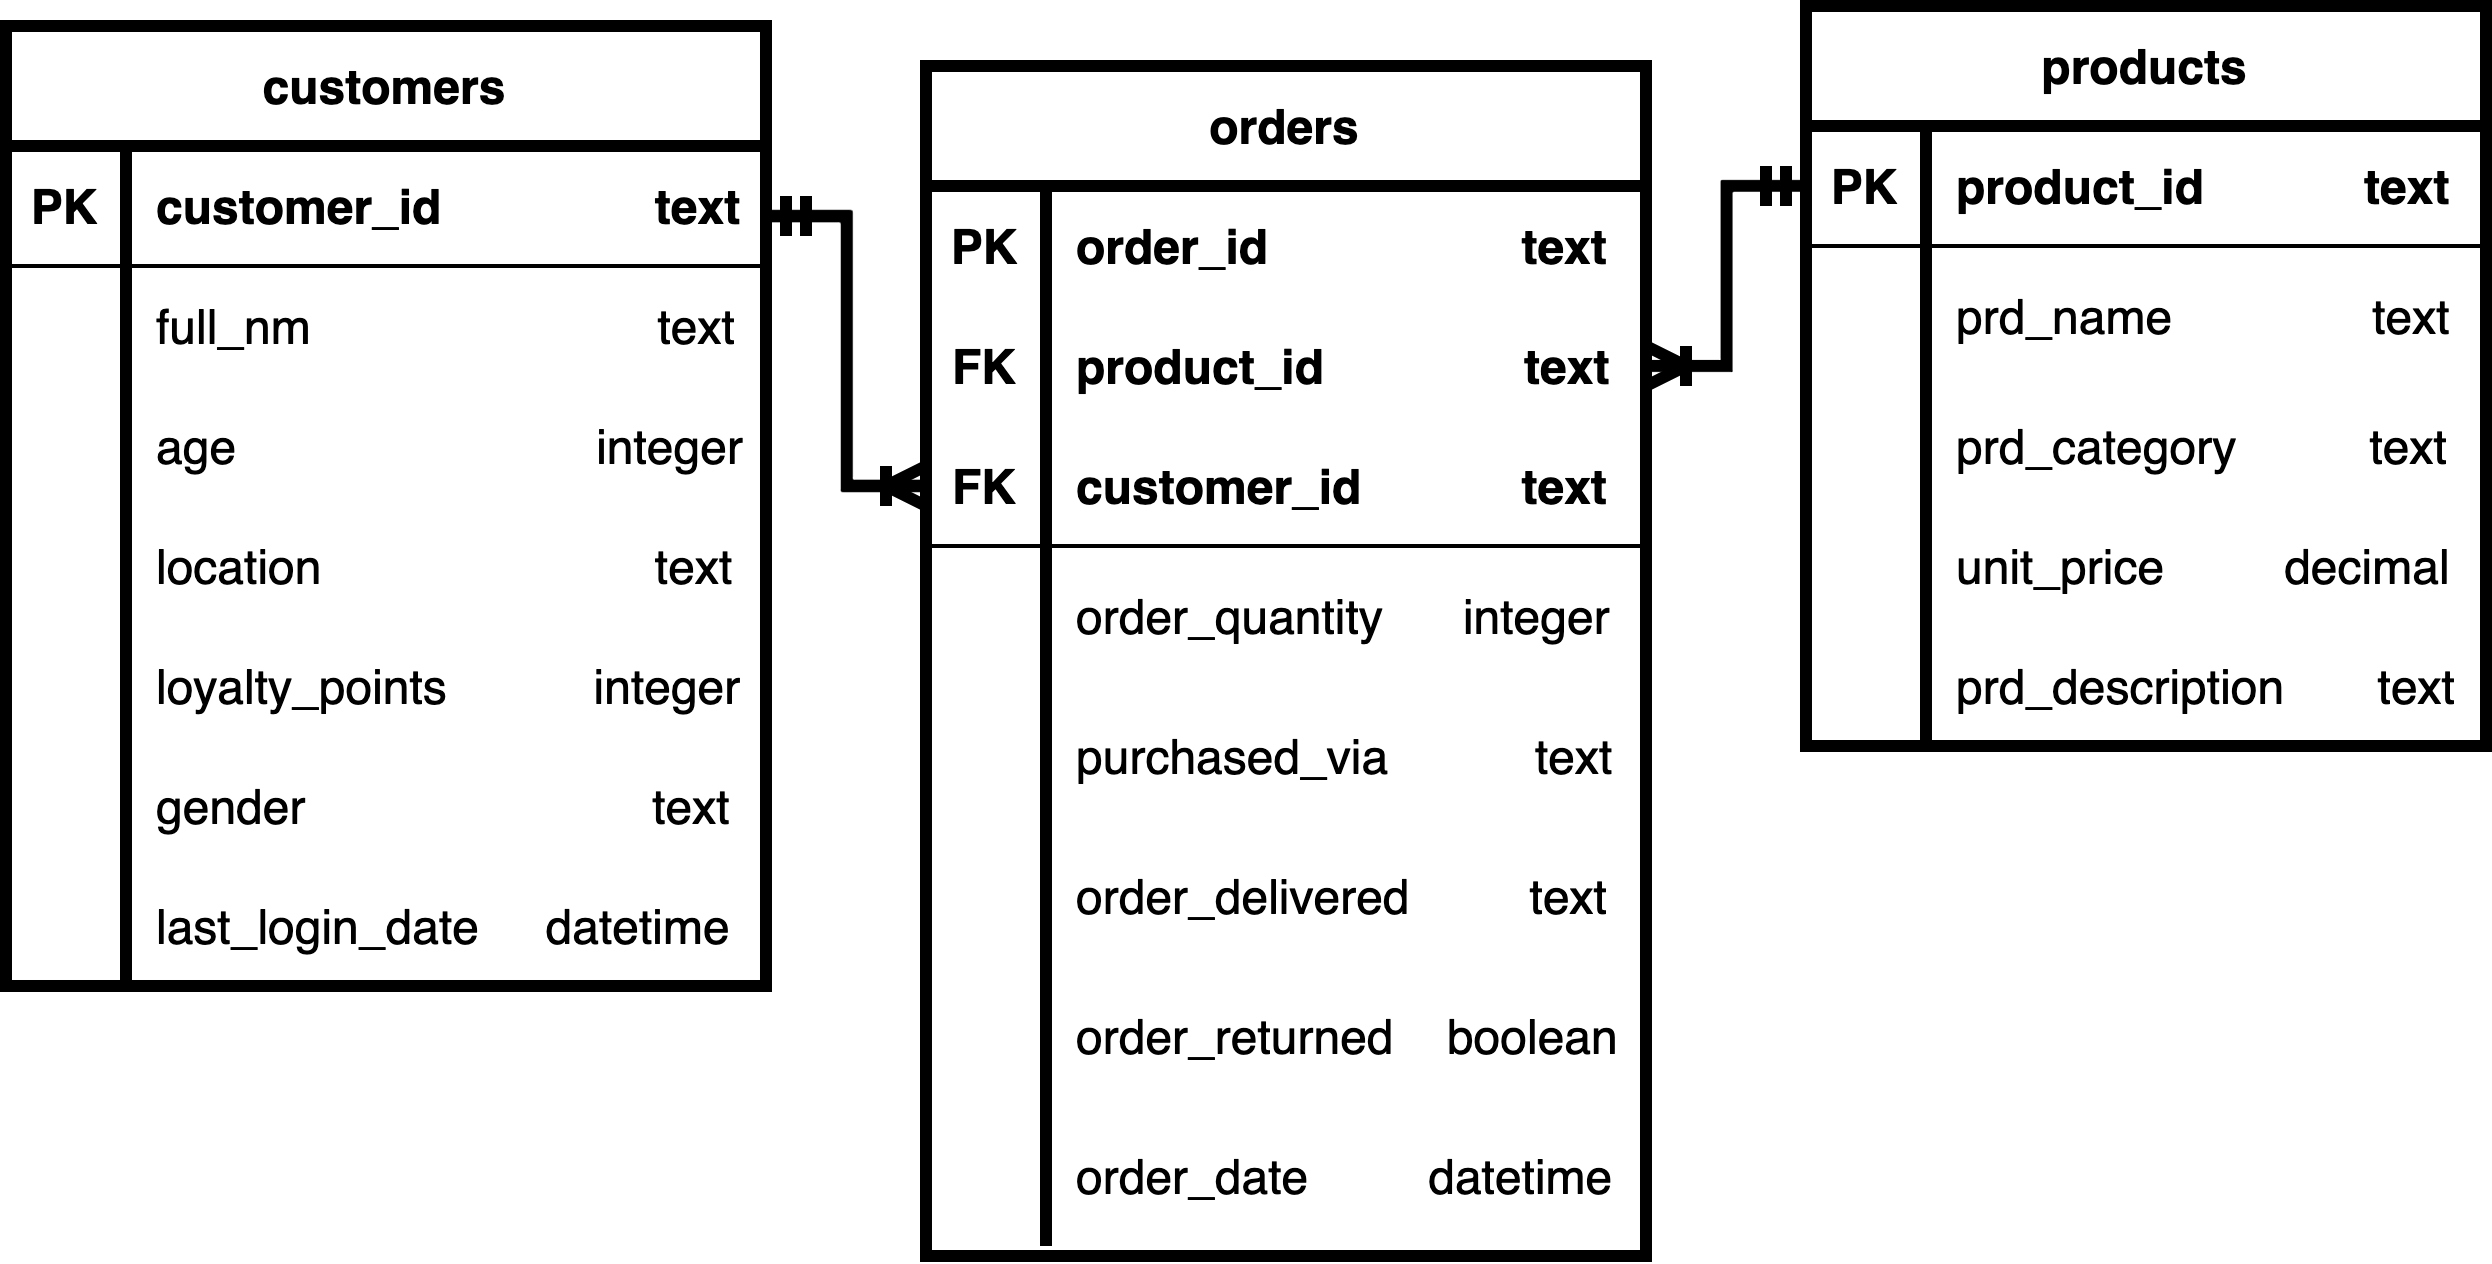 customers
PK customer_id text
full_nm text
age integer
location text
loyalty_points integer
gender text
last_login_date datetime
orders
PK order_id text
FK product_id text
FK customer_id text
order_quantity integer
purchased_via text
order_delivered text
order_returned boolean
order_date datetime
products
PK product_id text
prd_name text
prd_category text
unit_price decimal
prd_description text